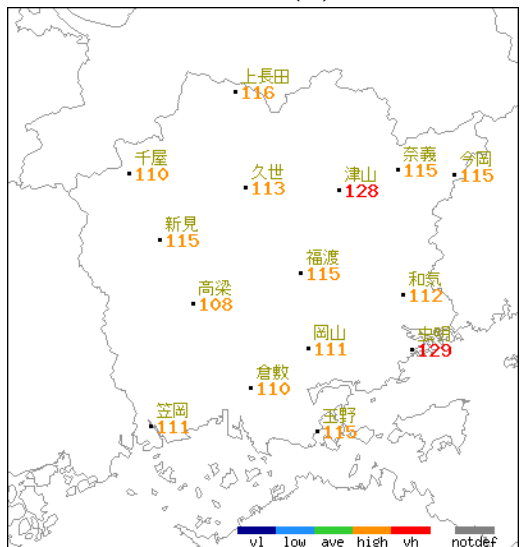 上長田
116
千屋
110
久世
113
津山
128
奈義
115
今岡
115
新見
115
福渡
115
高梁
108
和気
112
岡山
111
虫明
129
倉敷
110
笠岡
111
玉野
115
vl low ave high vh notdef